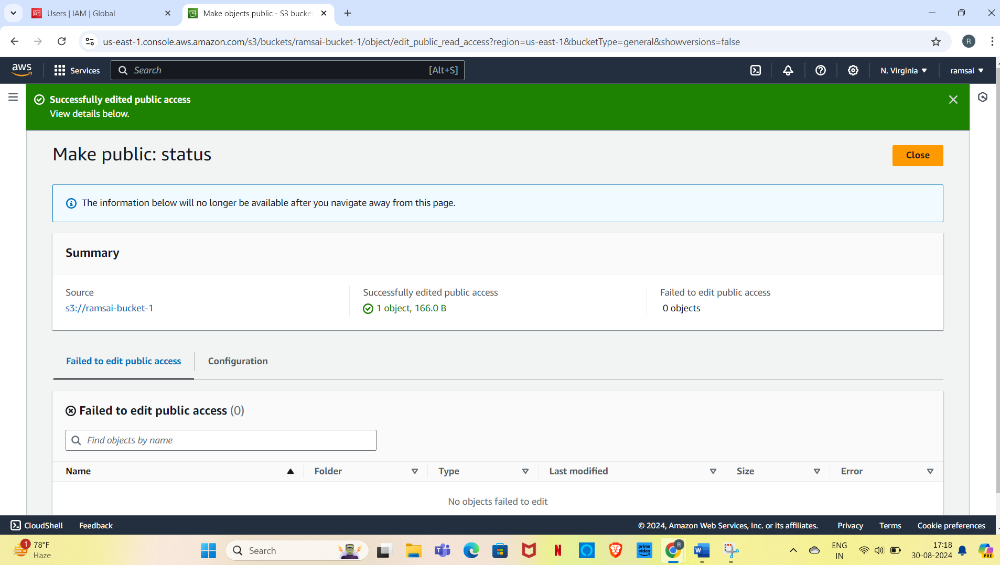 Users | IAM | Global
Make objects public - S3 bucke
us-east-1.console.aws.amazon.com/s3/buckets/ramsai-bucket-1/object/edit_public_read_access?region=us-east-1&bucketType=general&showversions=false
R
aws
Services
Search
[Alt+S]
N. Virginia
ramsai
Successfully edited public access
View details below.
Make public: status
Close
The information below will no longer be available after you navigate away from this page.
Summary
Source
s3://ramsai-bucket-1
Successfully edited public access
1 object, 166.0 B
Failed to edit public access
0 objects
Failed to edit public access
Configuration
Failed to edit public access (0)
Find objects by name
Name
Folder
Type
Last modified
Size
Error
No objects failed to edit
CloudShell
Feedback
© 2024, Amazon Web Services, Inc. or its affiliates.
Privacy
Terms
Cookie preferences
1
78°F
Haze
Search
T
N
prime
video
R
W
ENG
IN
17:18
30-08-2024
PRE